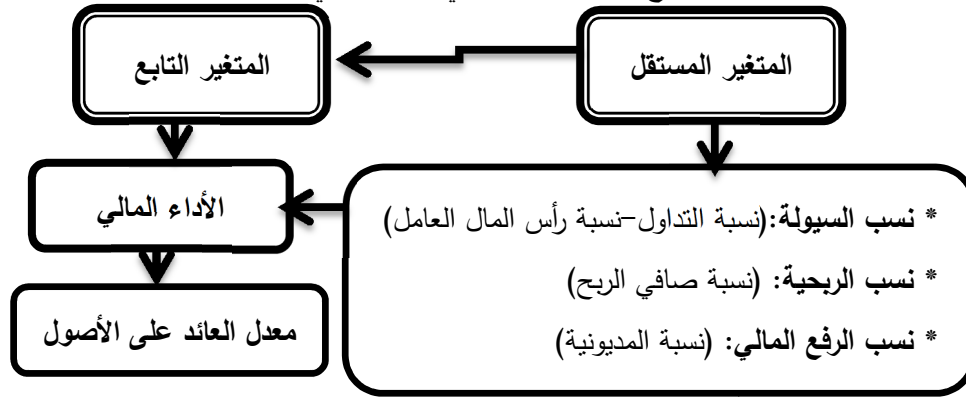 المتغير المستقل
المتغير التابع
* نسب السيولة:(نسبة التداول-نسبة رأس المال العامل)
* نسب الربحية: (نسبة صافي الربح)
* نسب الرفع المالي: (نسبة المديونية)
الأداء المالي
معدل العائد على الأصول